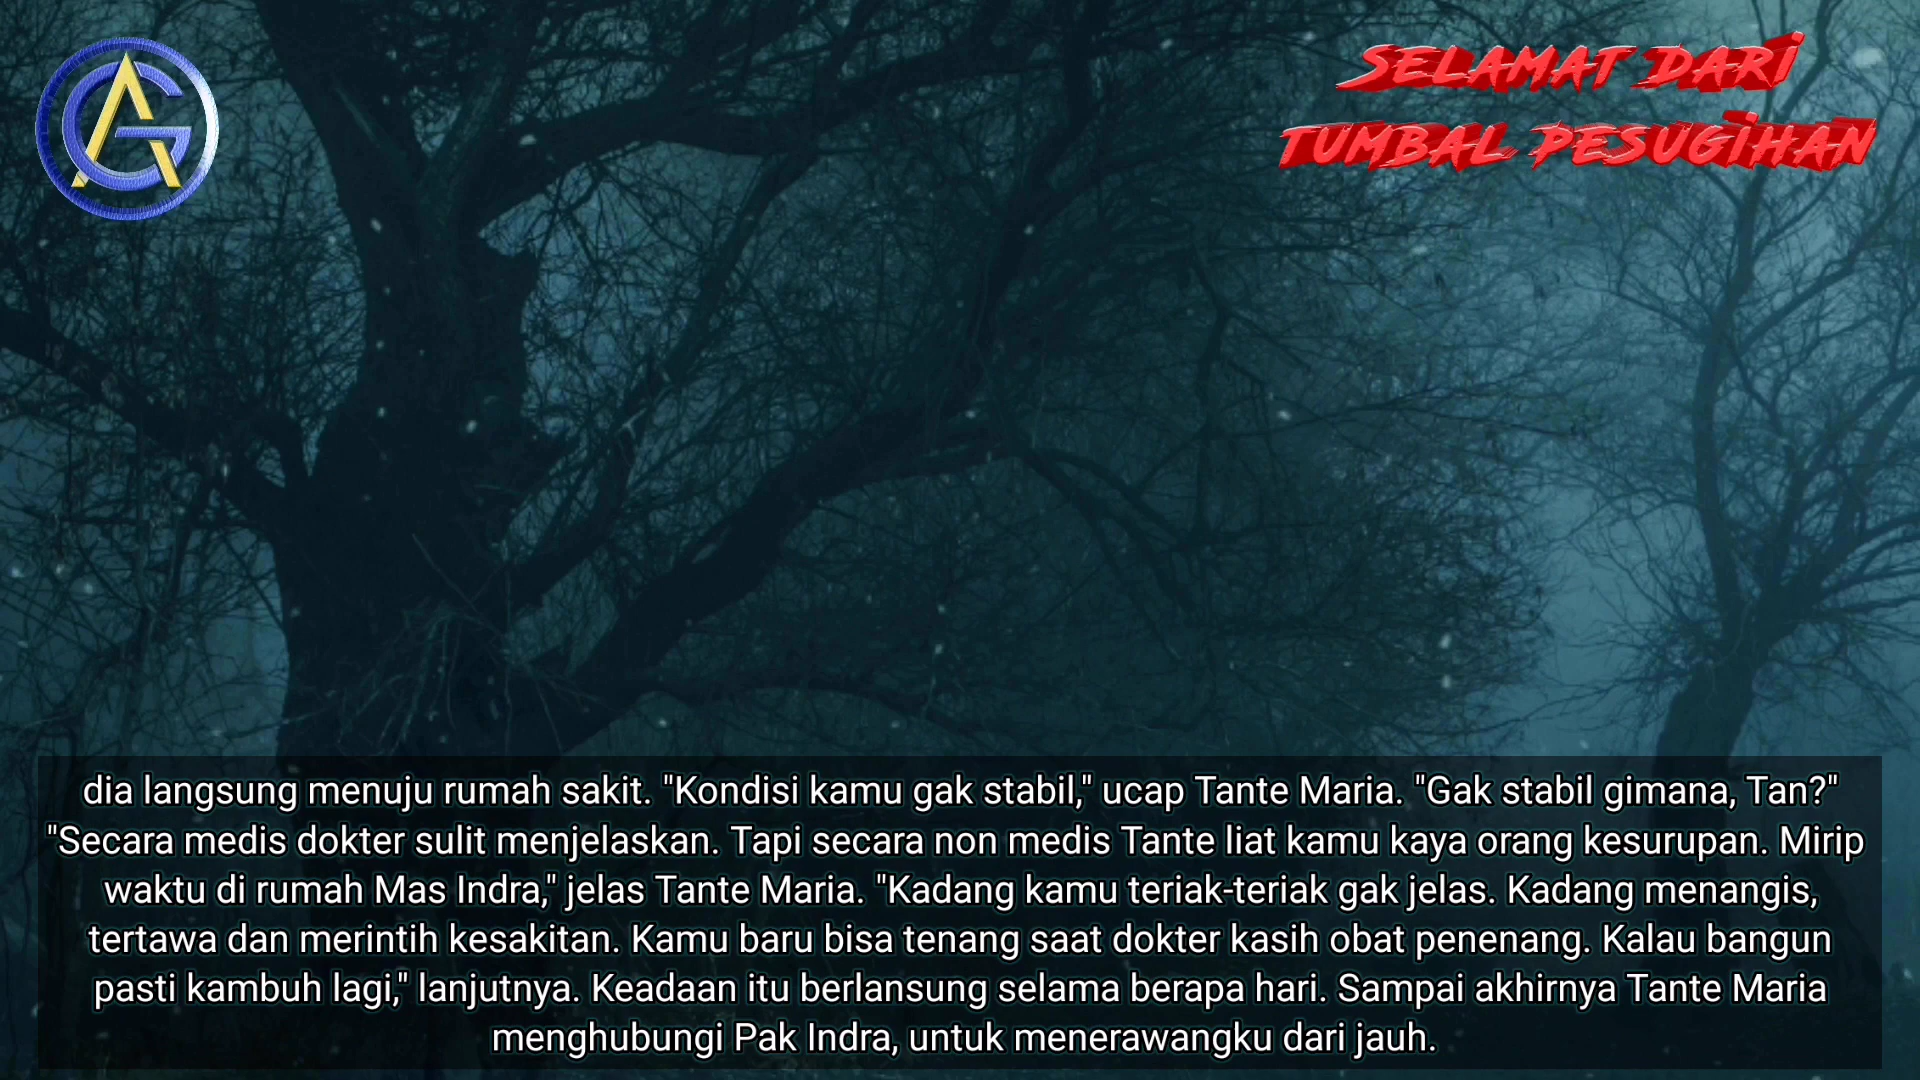 SELAMAT DARI
TUMBAL PESUGIHAN
dia langsung menuju rumah sakit. "Kondisi kamu gak stabil," ucap Tante Maria. "Gak stabil gimana, Tan?"
"Secara medis dokter sulit menjelaskan. Tapi secara non medis Tante liat kamu kaya orang kesurupan. Mirip
waktu di rumah Mas Indra," jelas Tante Maria. "Kadang kamu teriak-teriak gak jelas. Kadang menangis,
tertawa dan merintih kesakitan. Kamu baru bisa tenang saat dokter kasih obat penenang. Kalau bangun
pasti kambuh lagi," lanjutnya. Keadaan itu berlansung selama berapa hari. Sampai akhirnya Tante Maria
menghubungi Pak Indra, untuk menerawangku dari jauh.